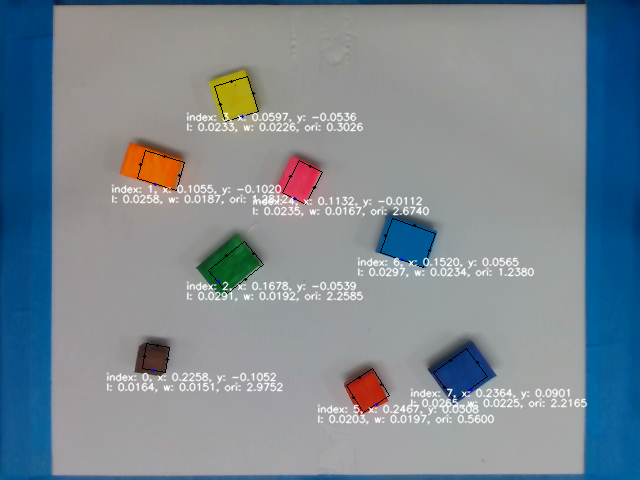 index: 3, x: 0.0597, y: -0.0536
l: 0.0233, w: 0.0226, ori: 0.3026
index: 1, x: 0.1055, y: -0.1020
l: 0.0258, w: 0.0187, ori:
index: 4, x: 0.1132, y: -0.0112
l: 0.0235, w: 0.0167, ori: 2.6740
index: 6, x: 0.1520, y: 0.0565
l: 0.0297, w: 0.0234, ori: 1.2380
index: 2, x: 0.1678, y: -0.0539
l: 0.0291, w: 0.0192, ori: 2.2585
index: 0, x: 0.2258, y: -0.1052
l: 0.0164, w: 0.0151, ori: 2.9752
index: 7, x: 0.2364, y: 0.0901
l: 0.0265, w: 0.0225, ori: 2.2165
index: 5, x: 0.2467, y: 0.0508
l: 0.0203, w: 0.0197, ori: 0.5600